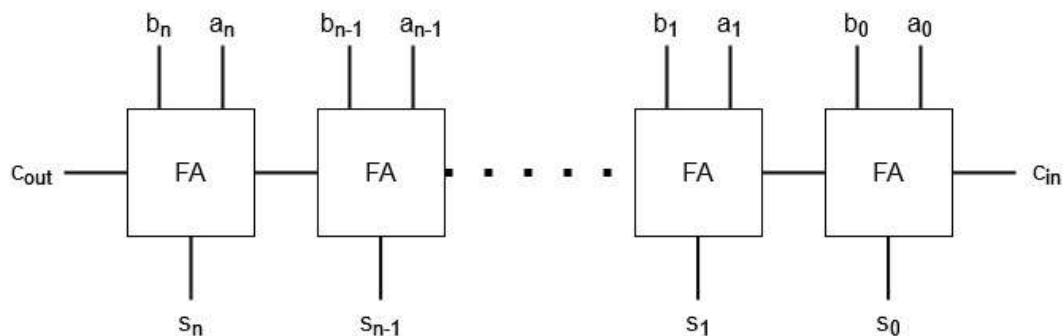 bn an bn-1 an-1 b1 a1 b0 a0
cout FA FA FA FA cin
sn sn-1 s1 s0